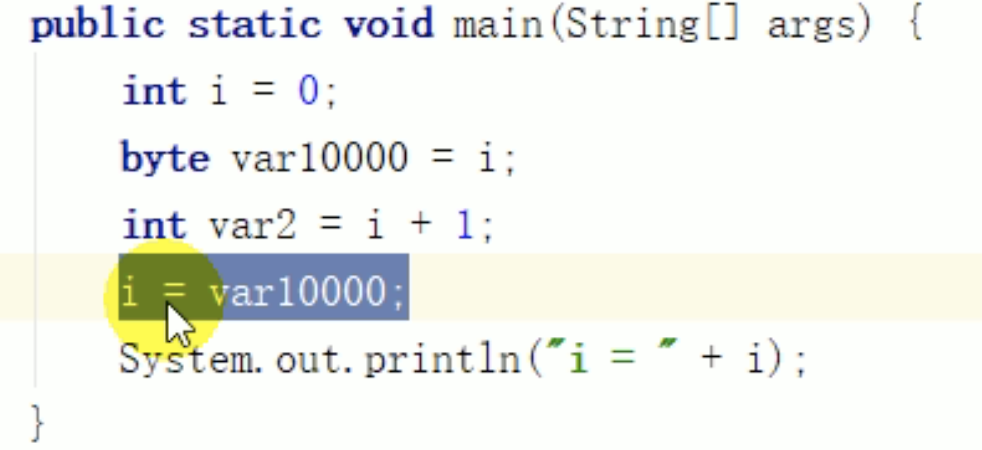 public static void main(String[] args) {
int i = 0;
byte var10000 = i;
int var2 = i + 1;
i = var10000;
System.out.println("i = " + i);
}